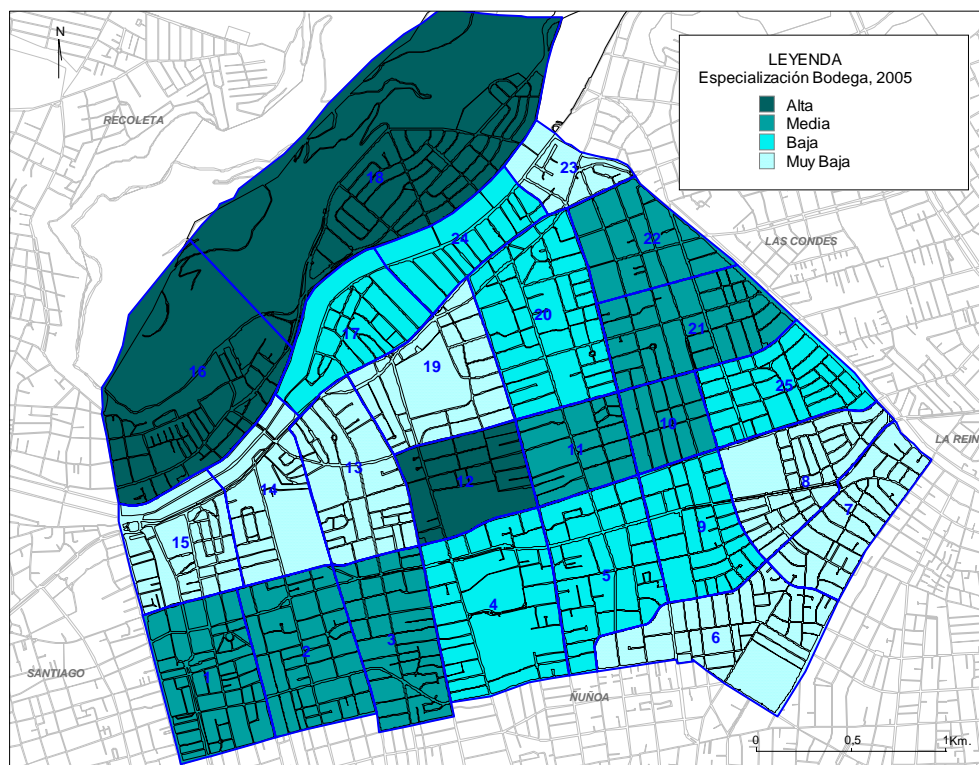 N
LEYENDA
Especialización Bodega, 2005
Alta
Media
Baja
Muy Baja
RECOLETA
23
18
24
22
LAS CONDES
20
17
21
19
16
25
10
11
LA REIN
13
12
8
14
7
9
15
5
4
6
3
2
1
SANTIAGO
ÑUÑOA
0
0,5
1Km.